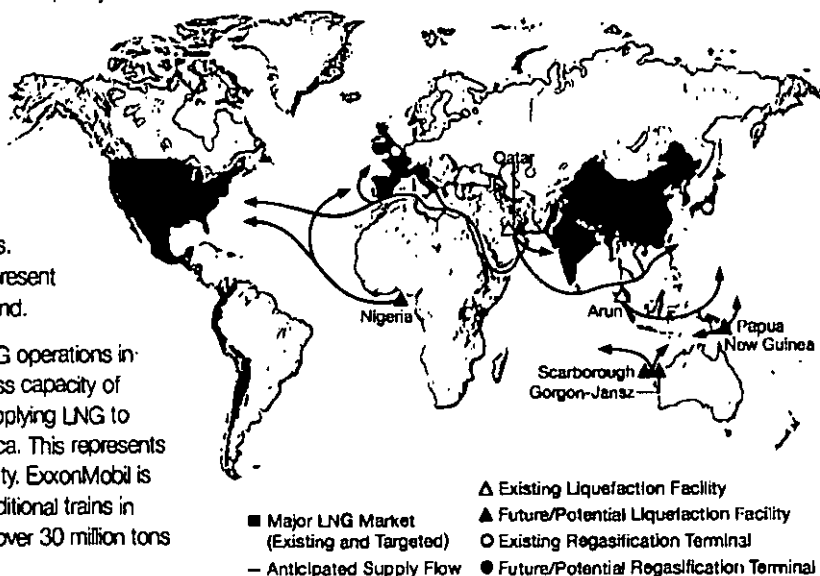 s.
present
nd.
G operations in
ss capacity of
pplying LNG to
ca. This represents
ity. ExxonMobil is
ditional trains in
over 30 million tons
Qatar
Nigeria
Arun
Papua
New Guinea
Scarborough
Gorgon-Jansz
■ Major LNG Market
(Existing and Targeted)
– Anticipated Supply Flow
△ Existing Liquefaction Facility
▲ Future/Potential Liquefaction Facility
○ Existing Regasification Terminal
● Future/Potential Regasification Terminal